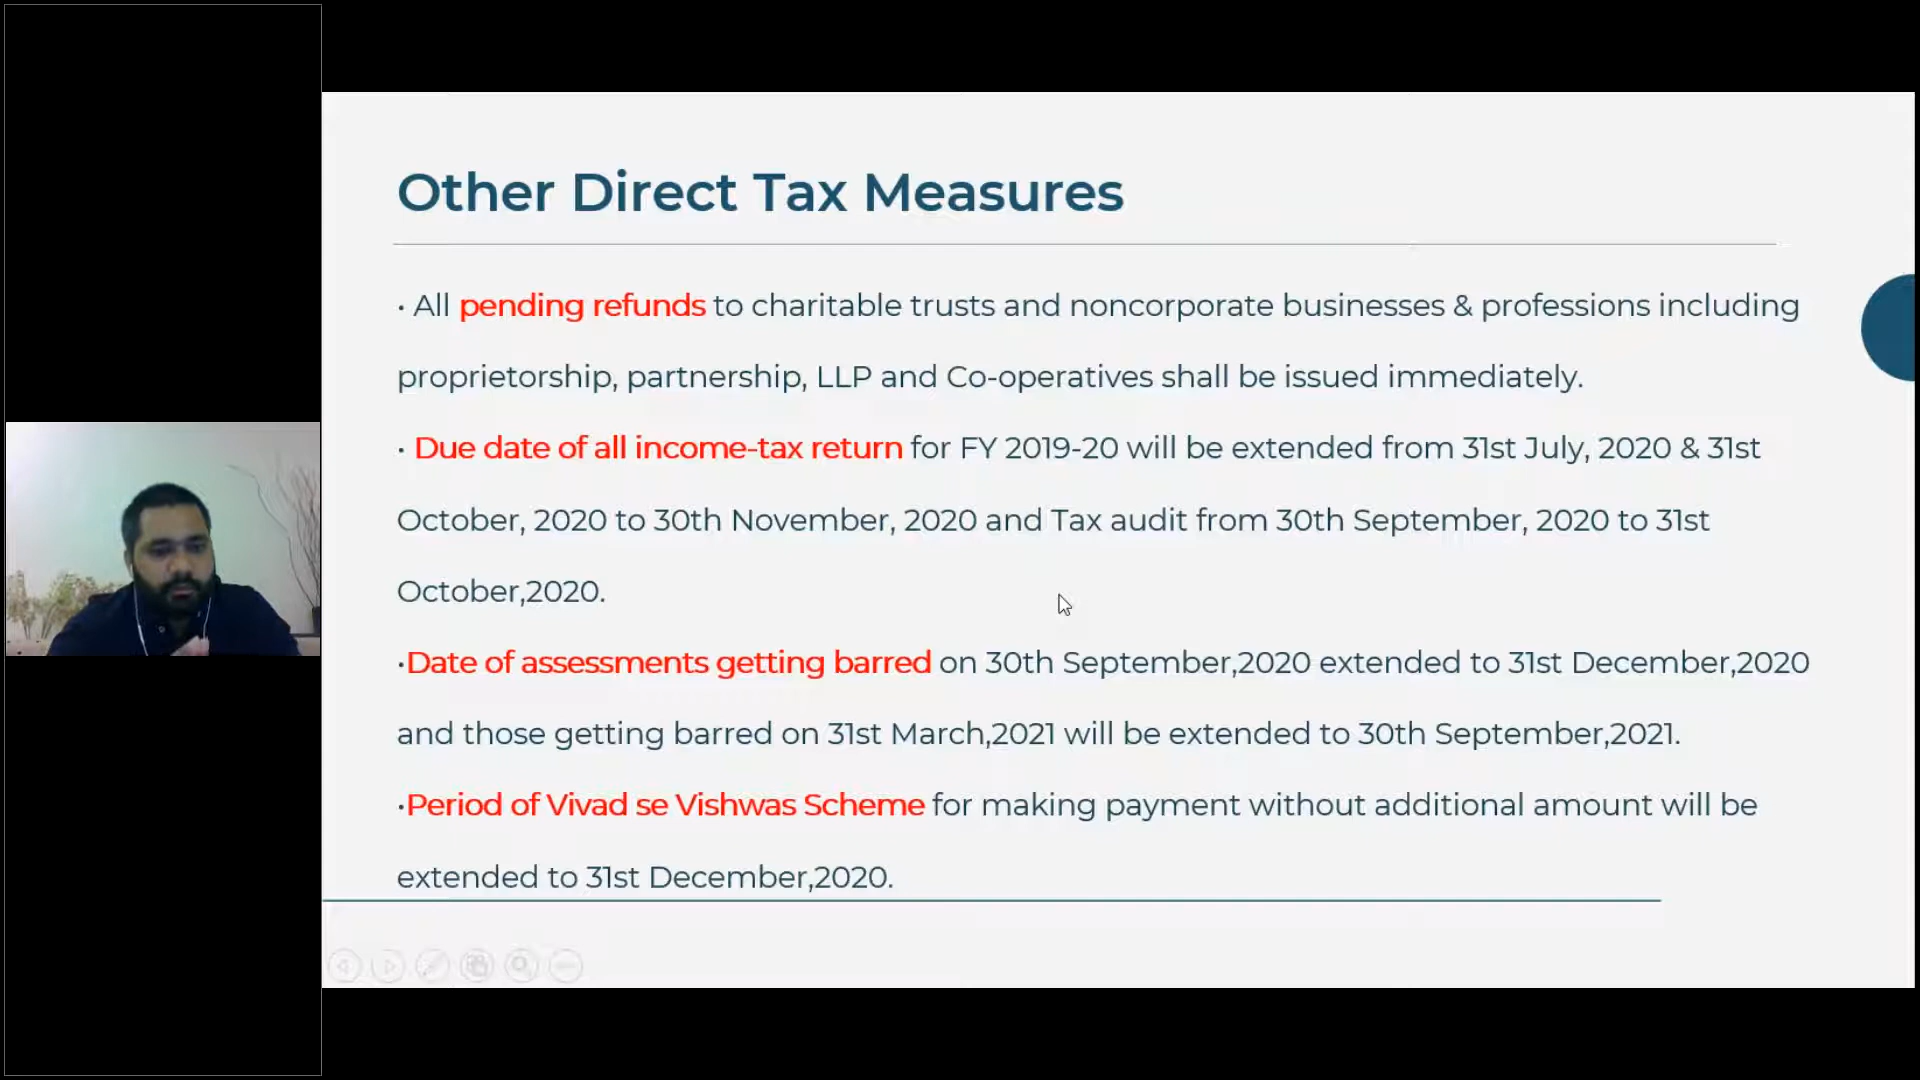 Other Direct Tax Measures
• All pending refunds to charitable trusts and noncorporate businesses & professions including
proprietorship, partnership, LLP and Co-operatives shall be issued immediately.
• Due date of all income-tax return for FY 2019-20 will be extended from 31st July, 2020 & 31st
October, 2020 to 30th November, 2020 and Tax audit from 30th September, 2020 to 31st
October,2020.
•Date of assessments getting barred on 30th September,2020 extended to 31st December,2020
and those getting barred on 31st March,2021 will be extended to 30th September,2021.
•Period of Vivad se Vishwas Scheme for making payment without additional amount will be
extended to 31st December,2020.